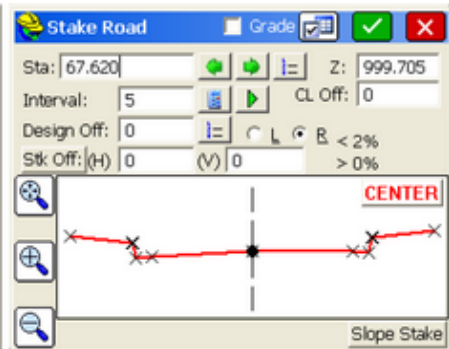 Stake Road Grade
Sta: 67.620 Z: 999.705
Interval: 5 CL Off: 0
Design Off: 0 L R < 2%
Stk Off: (H) 0 (V) 0 > 0%
CENTER
Slope Stake